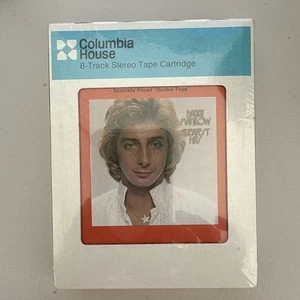 Columbia
House
8-Track Stereo Tape Cartridge
Specially Priced "Double Tape"
BARRY
MANILOW
GREATEST
HITS